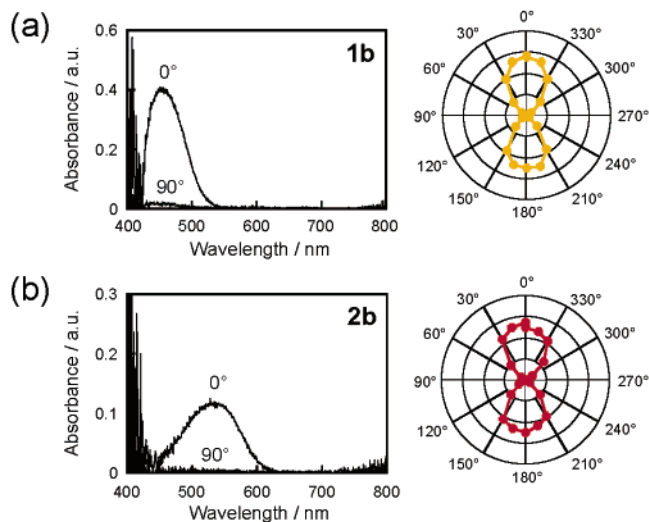 (a)
1b
0.6
0.4
0.2
0
Absorbance / a.u.
0°
90°
400 500 600 700 800
Wavelength / nm
0°
30° 330°
60° 300°
90° 270°
120° 240°
150° 210°
180°
(b)
2b
0.3
0.2
0.1
0
Absorbance / a.u.
0°
90°
400 500 600 700 800
Wavelength / nm
0°
30° 330°
60° 300°
90° 270°
120° 240°
150° 210°
180°